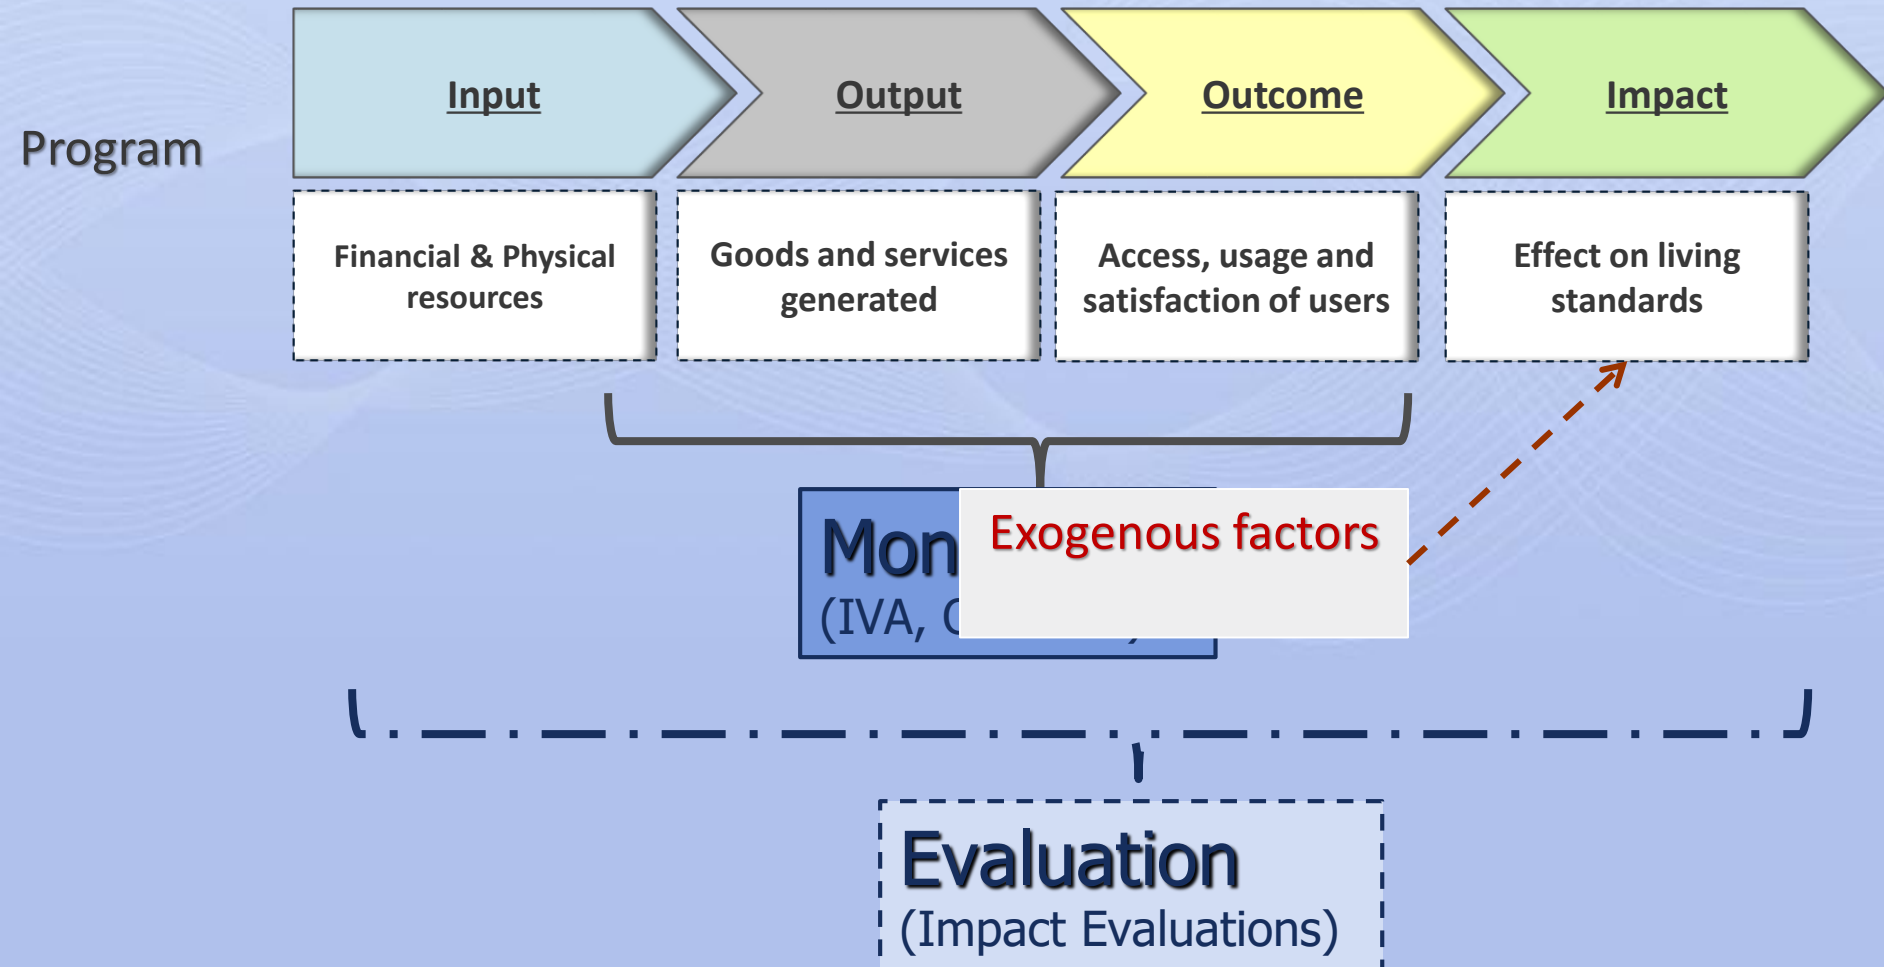 Program
Input
Output
Outcome
Impact
Financial & Physical
resources
Goods and services
generated
Access, usage and
satisfaction of users
Effect on living
standards
Exogenous factors
(IVA,
Evaluation
(Impact Evaluations)